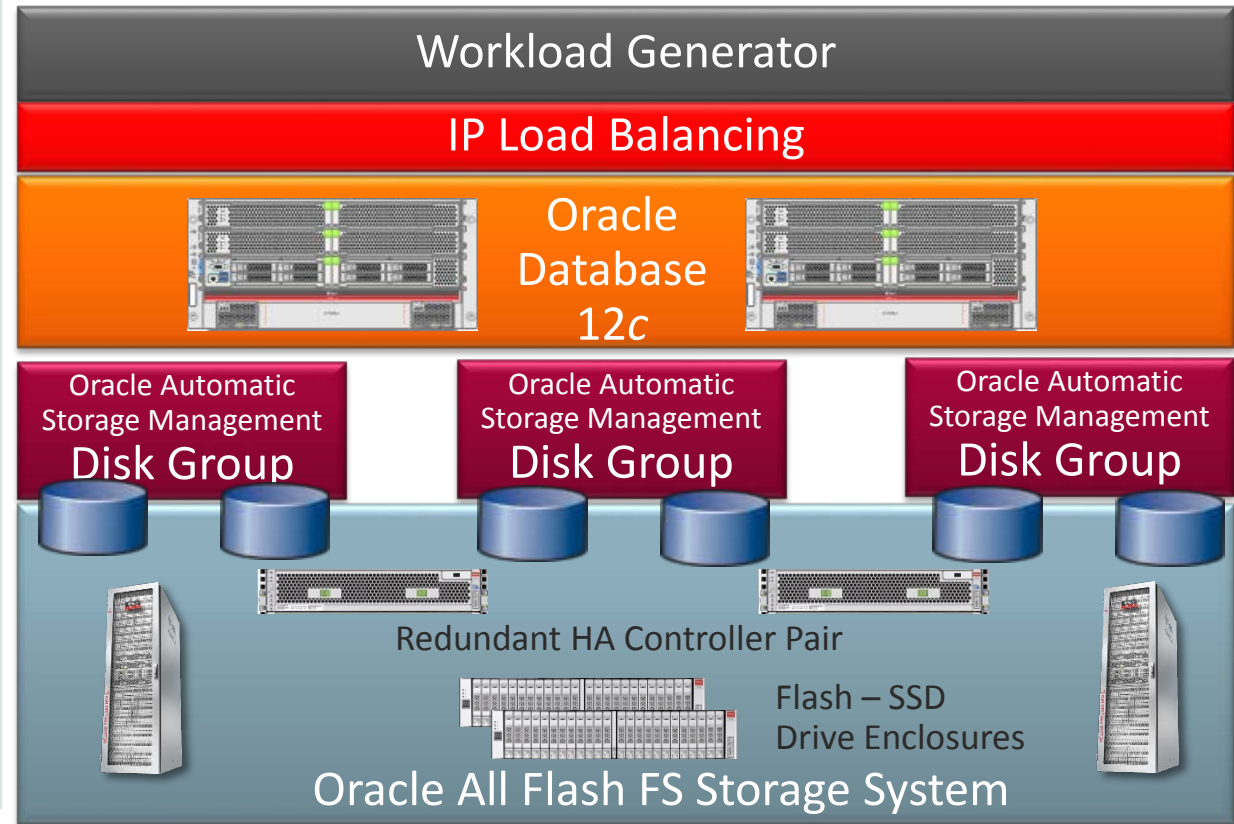 Workload Generator
IP Load Balancing
Oracle
Database
12c
Oracle Automatic
Storage Management
Disk Group
Oracle Automatic
Storage Management
Disk Group
Oracle Automatic
Storage Management
Disk Group
Redundant HA Controller Pair
Flash – SSD
Drive Enclosures
Oracle All Flash FS Storage System